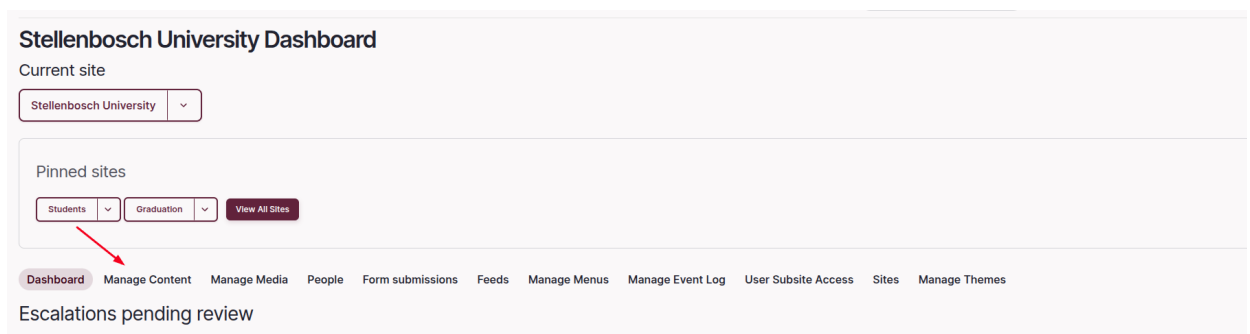 Stellenbosch University Dashboard
Current site
Stellenbosch University
Pinned sites
Students Graduation View All Sites
Dashboard Manage Content Manage Media People Form submissions Feeds Manage Menus Manage Event Log User Subsite Access Sites Manage Themes
Escalations pending review